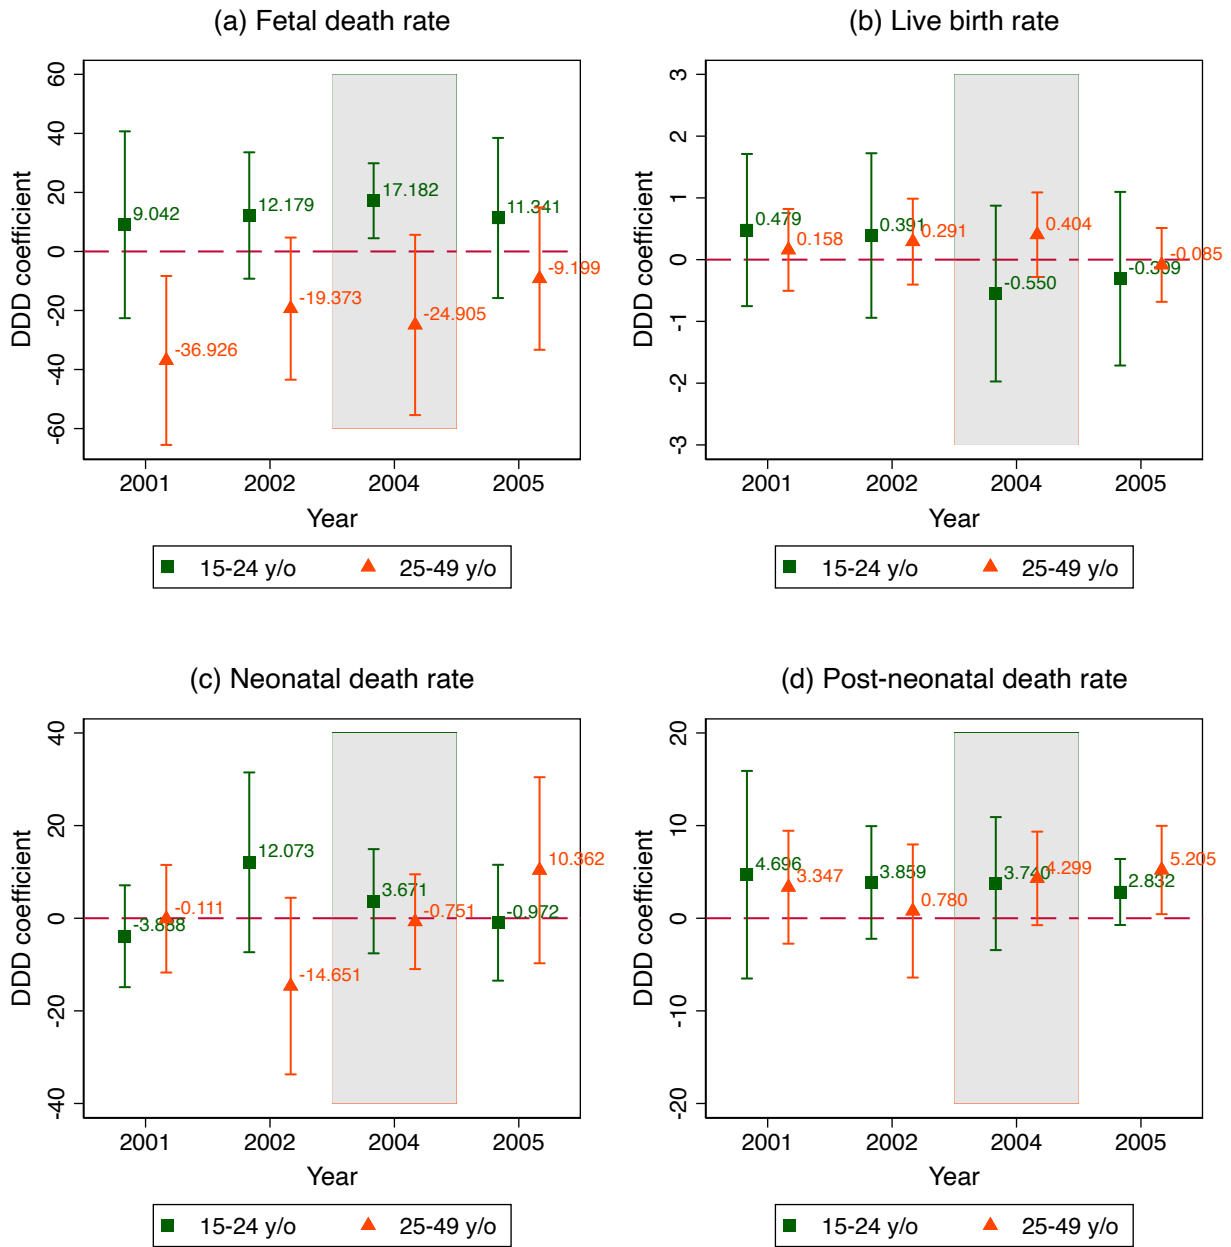 (a) Fetal death rate
DDD coefficient
60
40
20
0
-20
-40
-60
9.042
12.179
17.182
11.341
-36.926
-19.373
-24.905
-9.199
2001 2002 2004 2005
Year
15-24 y/o 25-49 y/o
(b) Live birth rate
DDD coefficient
3
2
1
0
-1
-2
-3
0.479
0.391
-0.550
-0.309
0.158
0.291
0.404
-0.085
2001 2002 2004 2005
Year
15-24 y/o 25-49 y/o
(c) Neonatal death rate
DDD coefficient
40
20
0
-20
-40
12.073
3.671
-0.972
-0.111
-14.651
-0.751
10.362
2001 2002 2004 2005
Year
15-24 y/o 25-49 y/o
(d) Post-neonatal death rate
DDD coefficient
20
10
0
-10
-20
4.696
3.859
3.740
2.832
3.347
0.780
4.299
5.205
2001 2002 2004 2005
Year
15-24 y/o 25-49 y/o